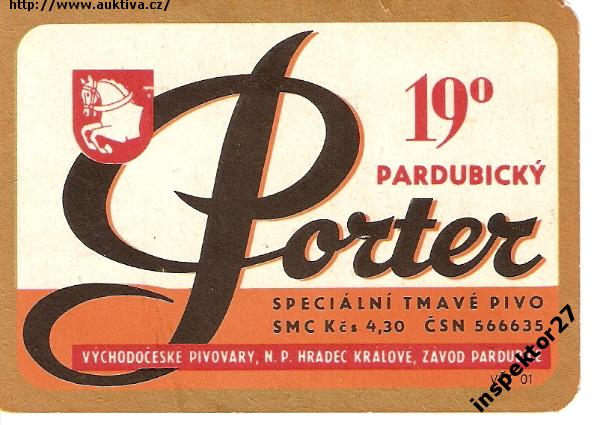 http://www.auktiva.cz/
19°
PARDUBICKÝ
Porter
SPECIÁLNÍ TMAVÉ PIVO
SMC Kčs 4,30 ČSN 566635
VÝCHODOČESKÉ PIVOVARY, N. P. HRADEC KRÁLOVÉ, ZÁVOD PARDUBICE
01
inspektor27